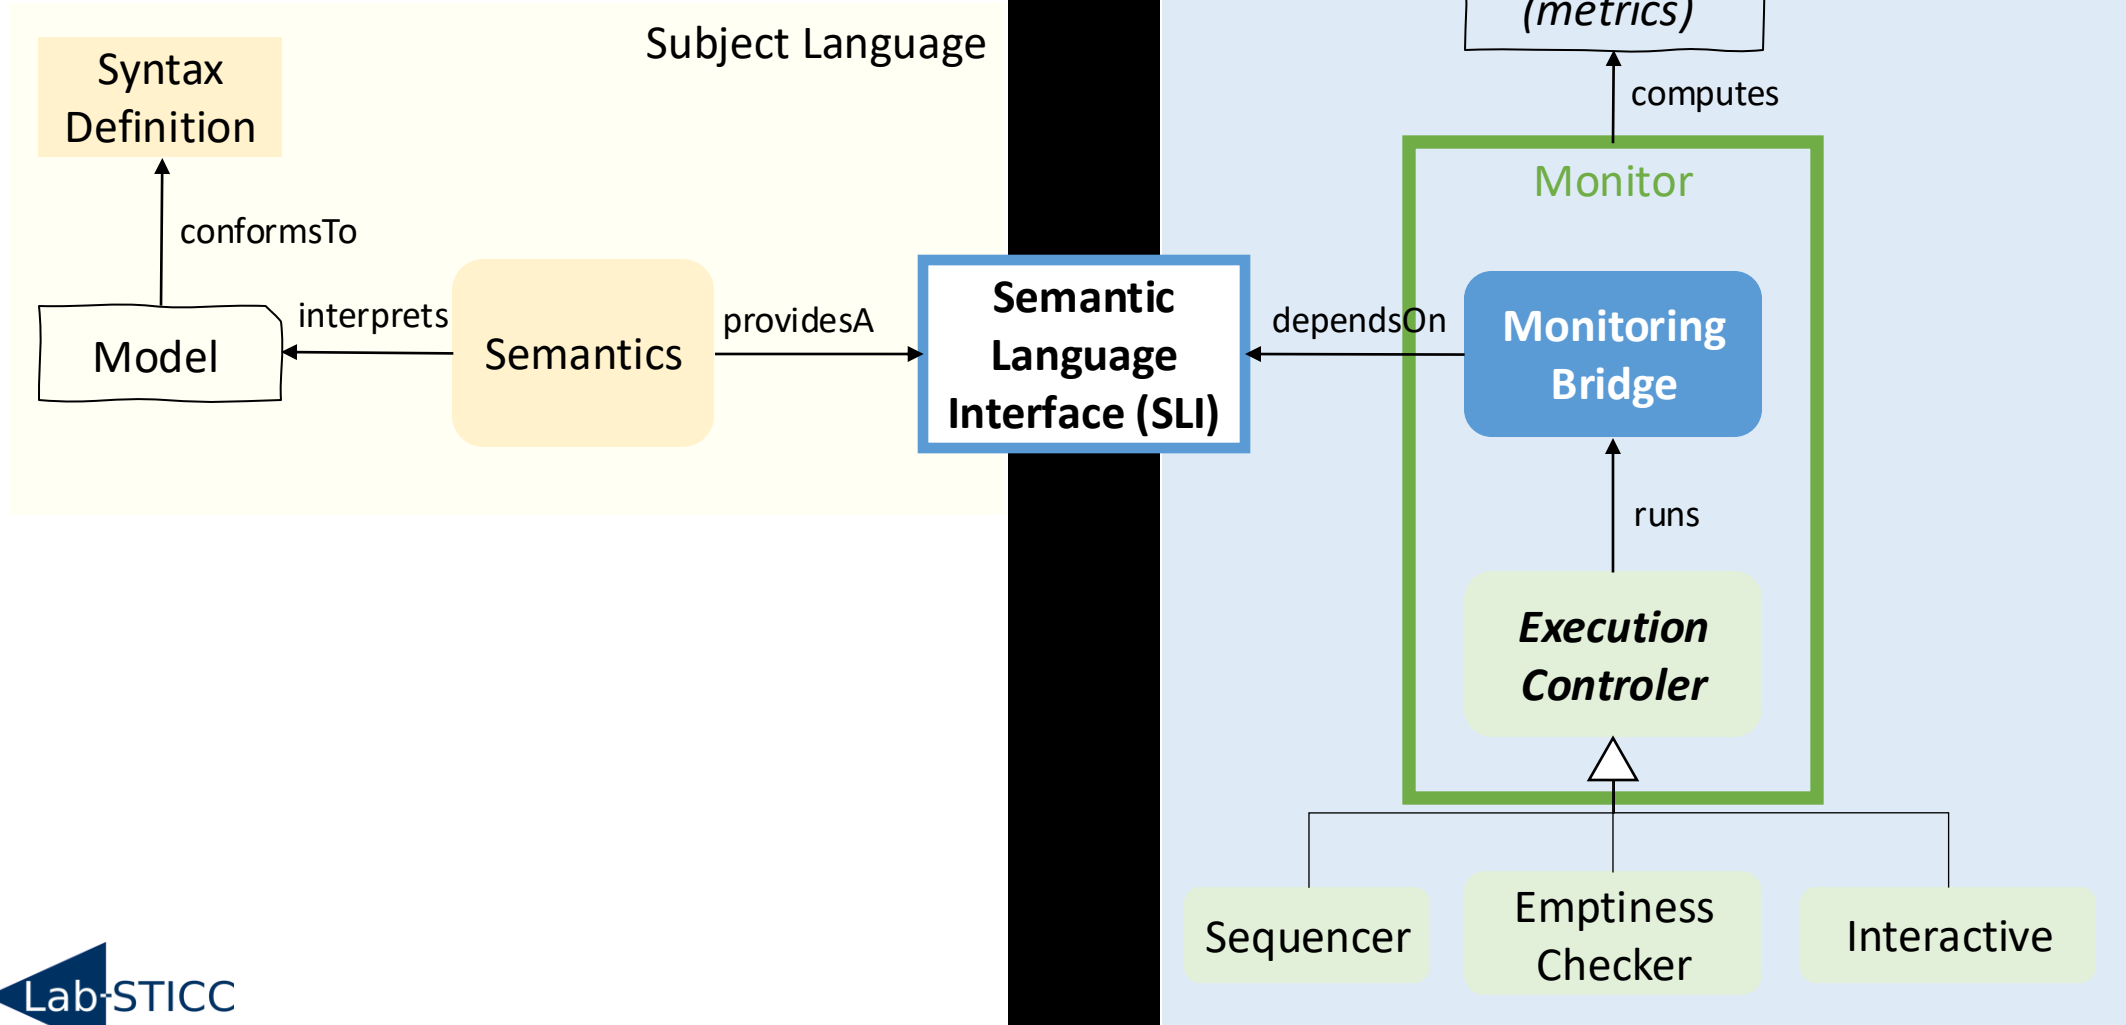 Subject Language
Syntax
Definition
conformsTo
Model
interprets
Semantics
providesA
Semantic
Language
Interface (SLI)
(metrics)
computes
Monitor
dependsOn
Monitoring
Bridge
runs
Execution
Controler
Sequencer
Emptiness
Checker
Interactive
Lab-STICC